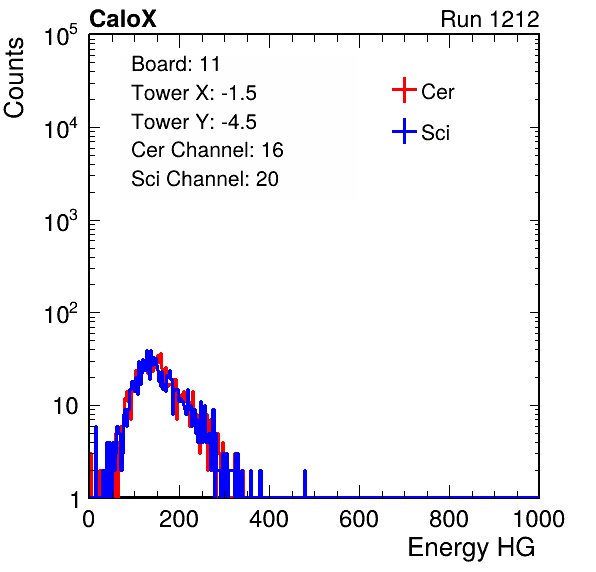 CaloX Run 1212
Counts
Board: 11
Tower X: -1.5
Tower Y: -4.5
Cer Channel: 16
Sci Channel: 20
Cer
Sci
10^5
10^4
10^3
10^2
10
1
0 200 400 600 800 1000
Energy HG